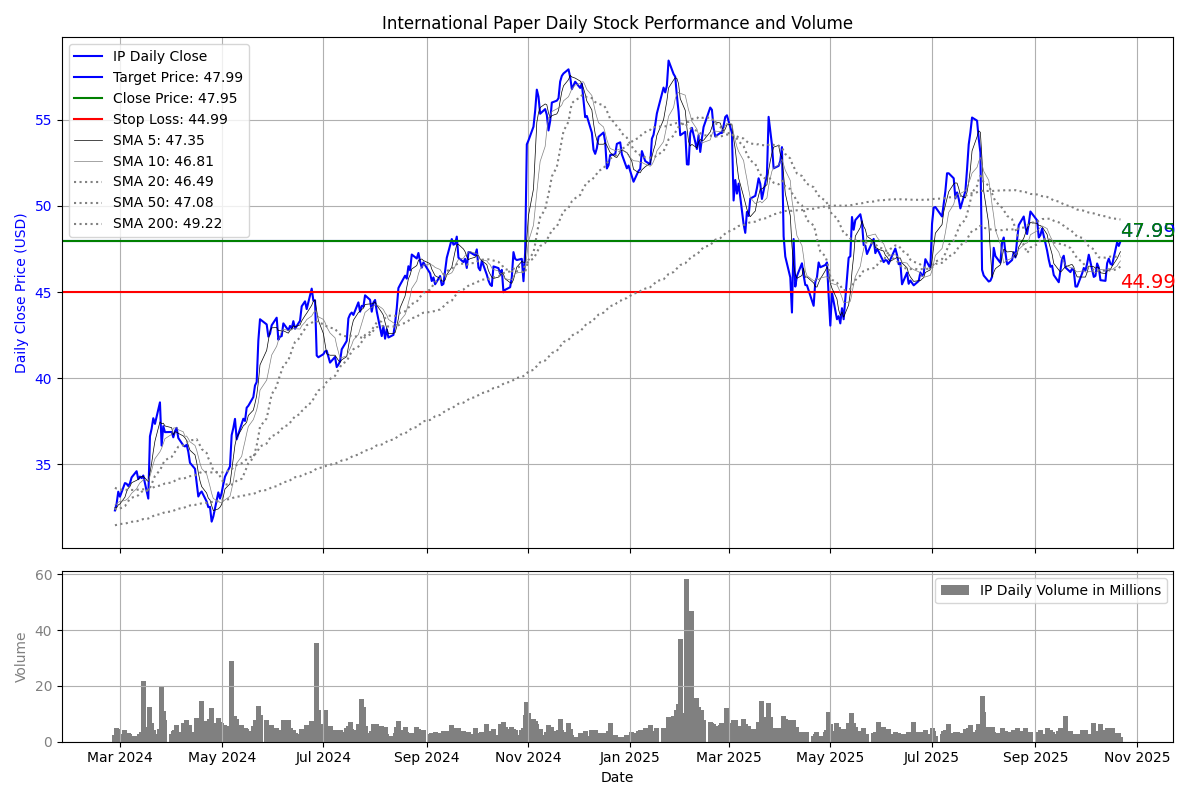 International Paper Daily Stock Performance and Volume
IP Daily Close
Target Price: 47.99
Close Price: 47.95
Stop Loss: 44.99
SMA 5: 47.35
SMA 10: 46.81
SMA 20: 46.49
SMA 50: 47.08
SMA 200: 49.22
Daily Close Price (USD)
55
50
45
40
35
47.95
44.99
IP Daily Volume in Millions
Volume
60
40
20
0
Mar 2024
May 2024
Jul 2024
Sep 2024
Nov 2024
Jan 2025
Mar 2025
May 2025
Jul 2025
Sep 2025
Nov 2025
Date